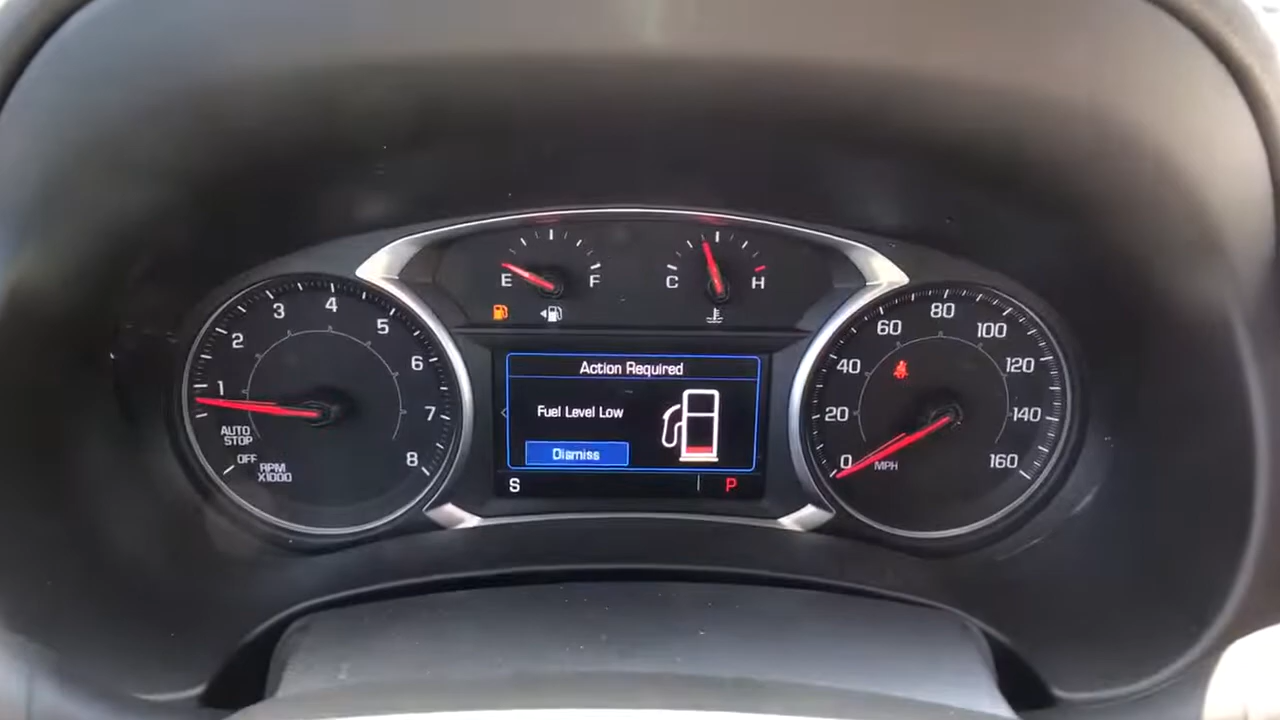 E F
C H
1 2 3 4 5 6 7 8
AUTO
STOP
OFF
RPM
X1000
Action Required
Fuel Level Low
Dismiss
S P
0 20 40 60 80 100 120 140 160
MPH